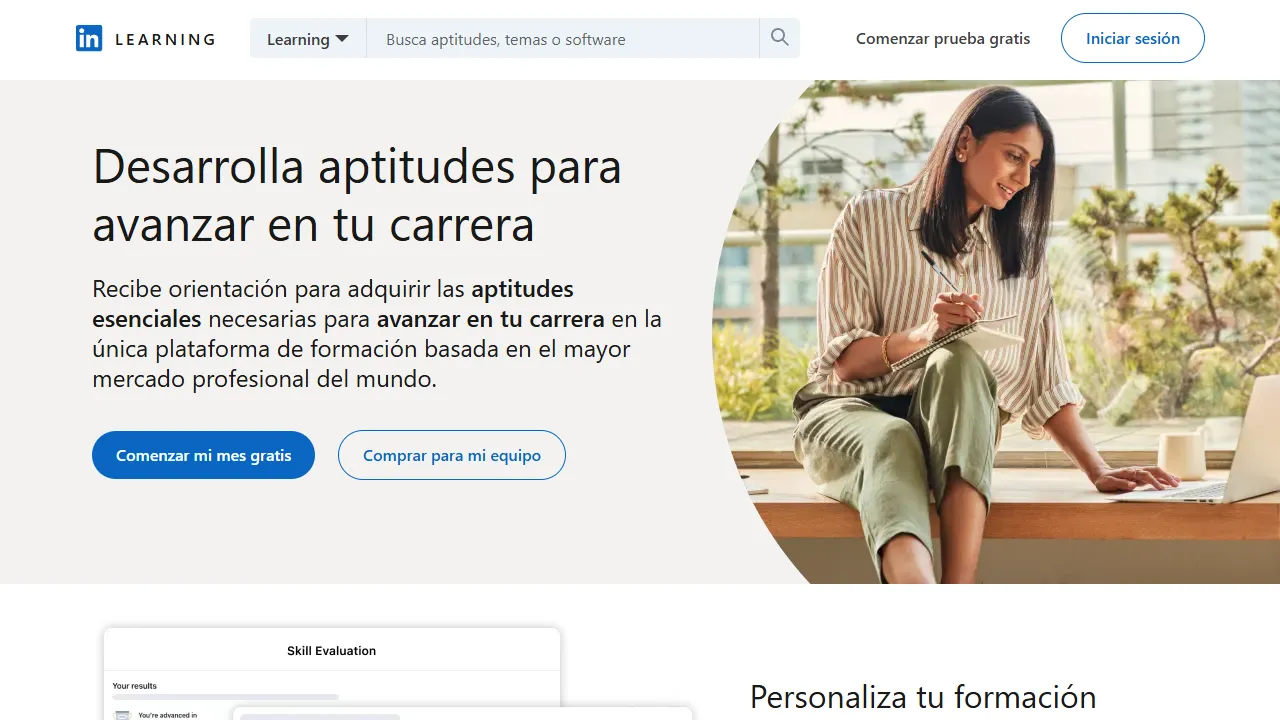 in LEARNING
Learning
Busca aptitudes, temas o software
Comenzar prueba gratis
Iniciar sesión
Desarrolla aptitudes para
avanzar en tu carrera
Recibe orientación para adquirir las aptitudes
esenciales necesarias para avanzar en tu carrera en la
única plataforma de formación basada en el mayor
mercado profesional del mundo.
Comenzar mi mes gratis
Comprar para mi equipo
Skill Evaluation
Your results
You're advanced in
Personaliza tu formación